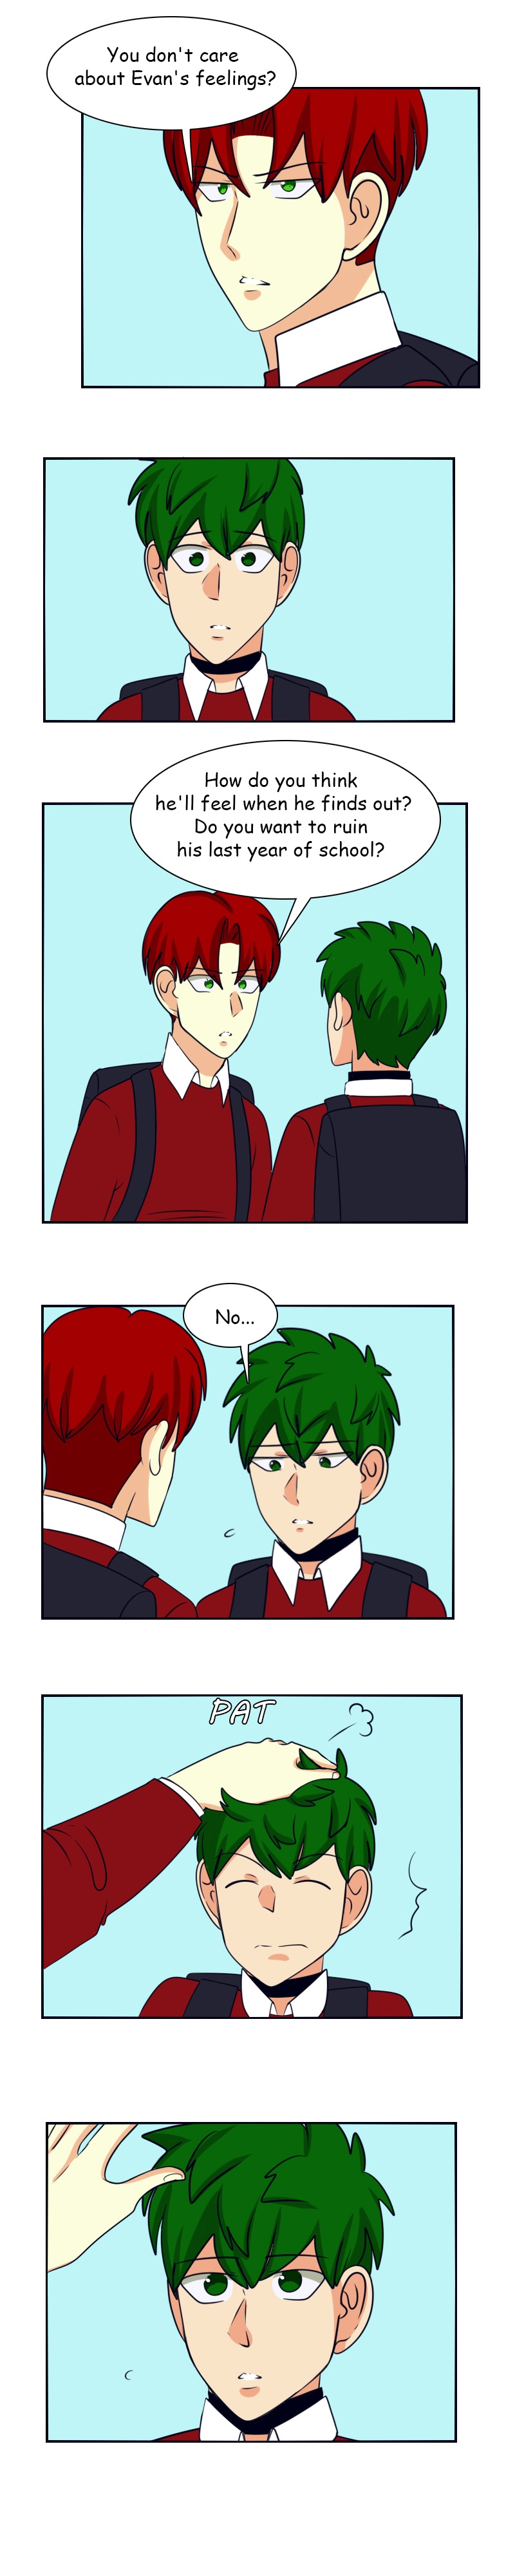 You don't care
about Evan's feelings?
How do you think
he'll feel when he finds out?
Do you want to ruin
his last year of school?
No...
PAT